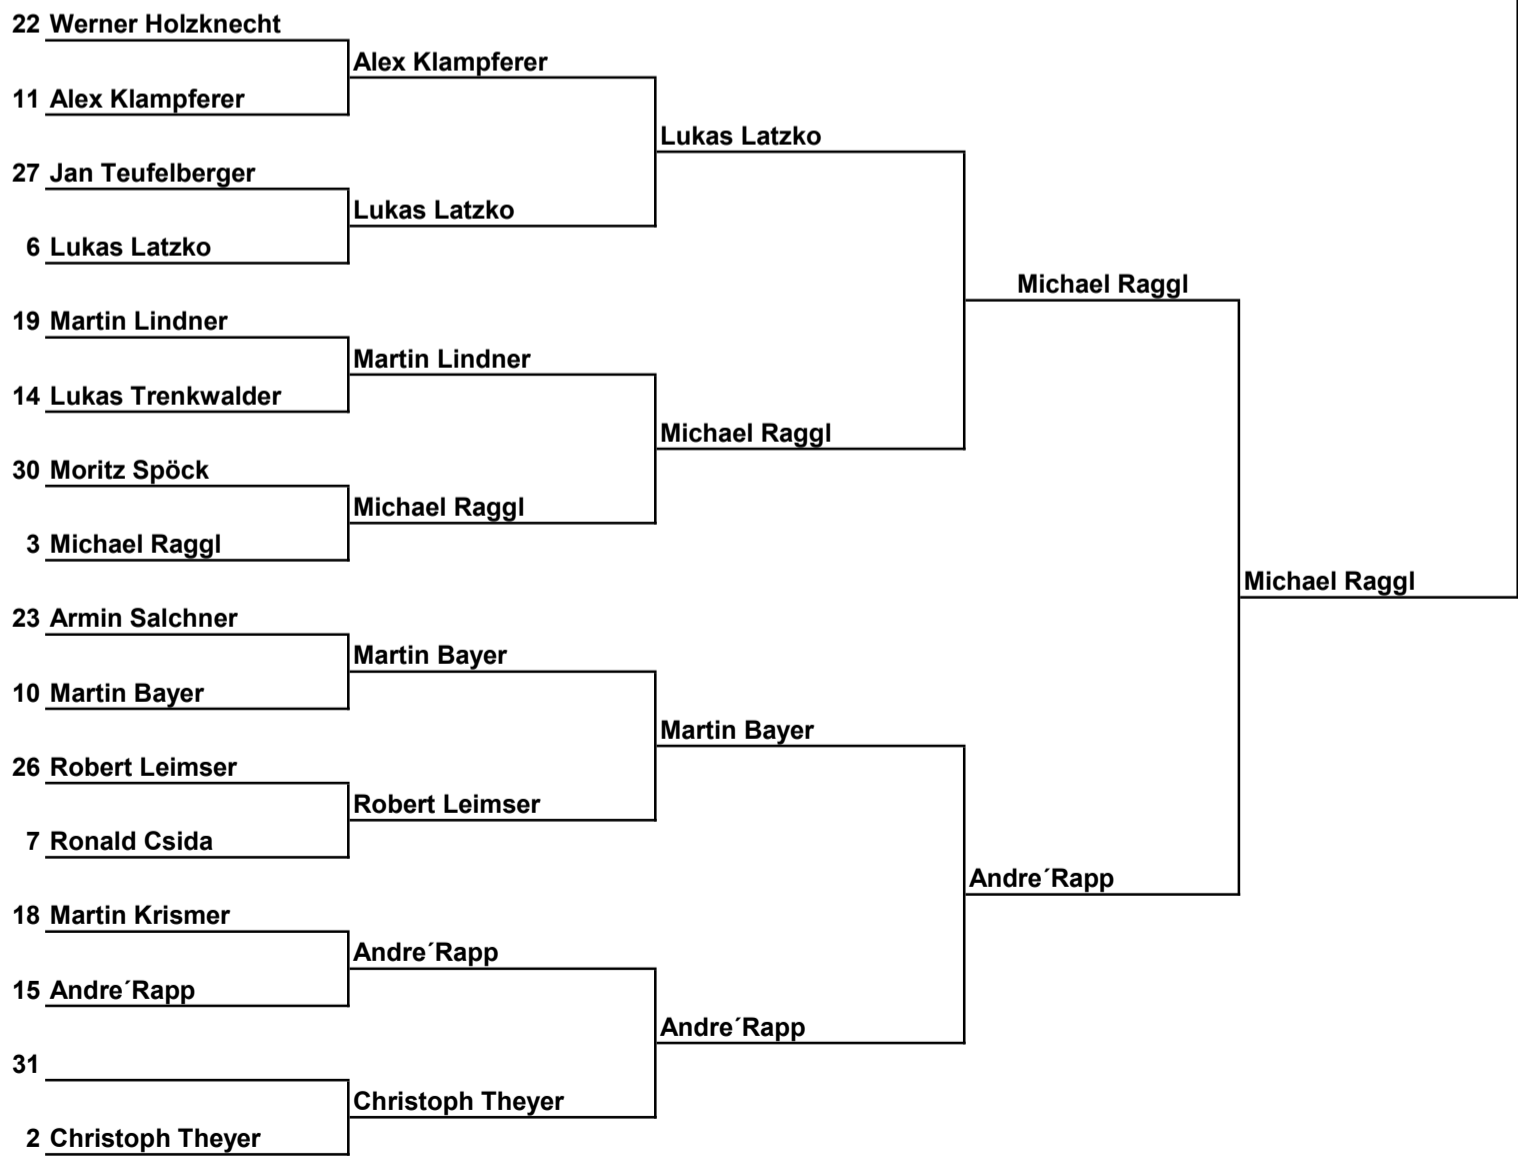 22 Werner Holzknecht
Alex Klampferer
11 Alex Klampferer
Lukas Latzko
27 Jan Teufelberger
Lukas Latzko
6 Lukas Latzko
Michael Raggl
19 Martin Lindner
Martin Lindner
14 Lukas Trenkwalder
Michael Raggl
30 Moritz Spöck
Michael Raggl
3 Michael Raggl
Michael Raggl
23 Armin Salchner
Martin Bayer
10 Martin Bayer
Martin Bayer
26 Robert Leimser
Robert Leimser
7 Ronald Csida
Andre´Rapp
18 Martin Krismer
Andre´Rapp
15 Andre´Rapp
Andre´Rapp
31
Christoph Theyer
2 Christoph Theyer